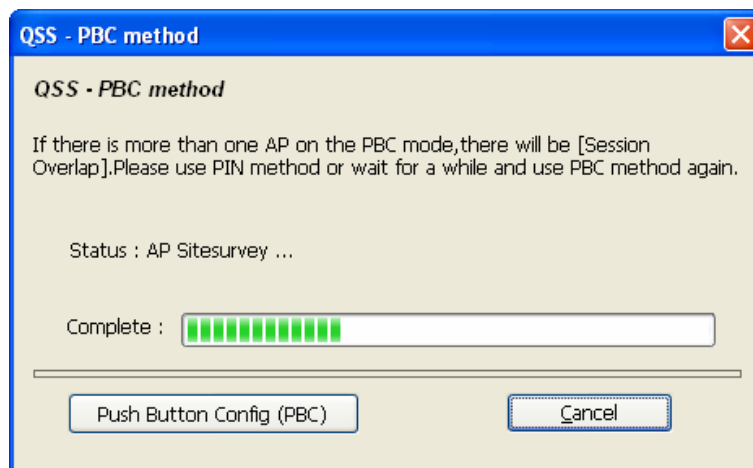 QSS - PBC method
QSS - PBC method
If there is more than one AP on the PBC mode,there will be [Session
Overlap].Please use PIN method or wait for a while and use PBC method again.
Status : AP Sitesurvey ...
Complete :
Push Button Config (PBC)
Cancel